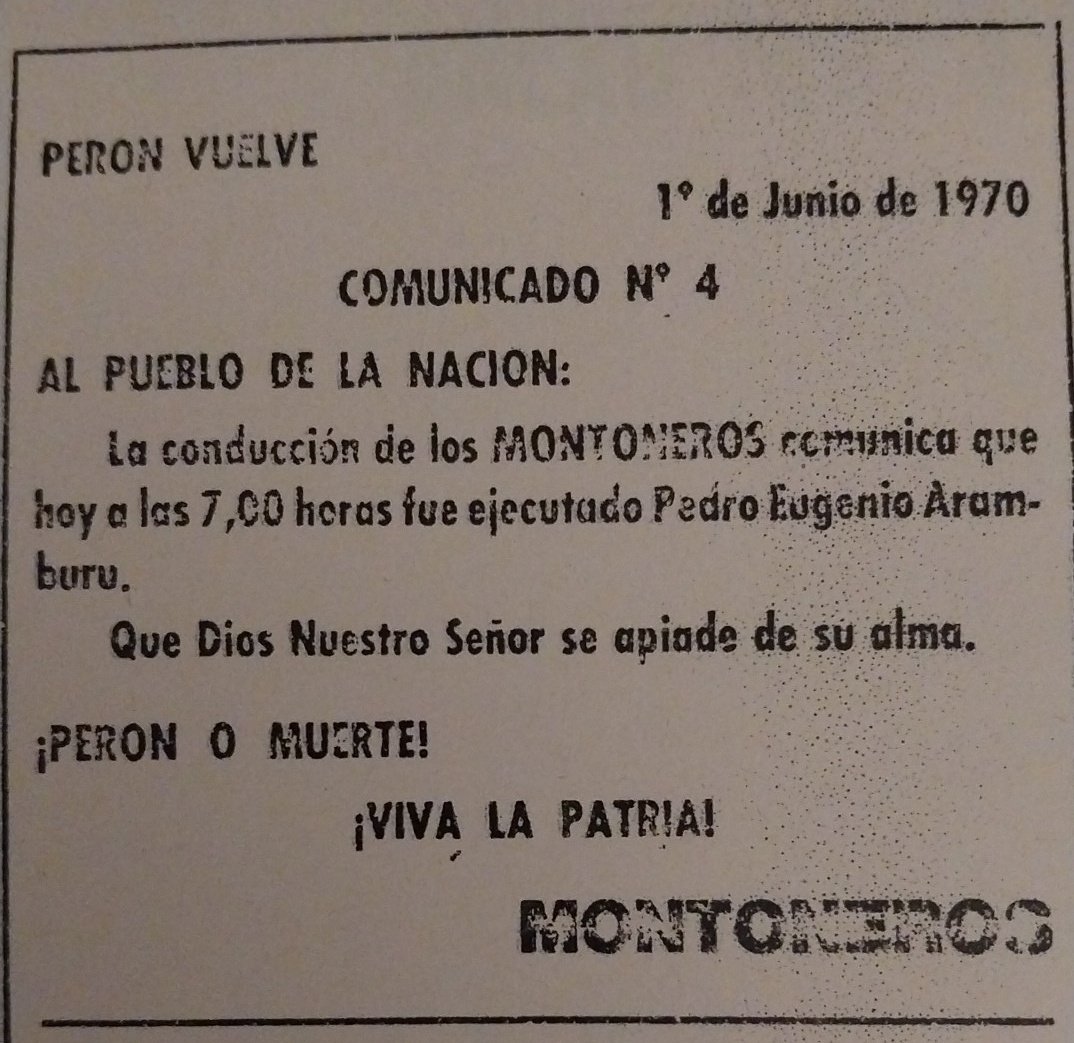 PERON VUELVE
1º de Junio de 1970
COMUNICADO Nº 4
AL PUEBLO DE LA NACION:
La conducción de los MONTONEROS comunica que
hoy a las 7,00 horas fue ejecutado Pedro Eugenio Aram-
buru.
Que Dios Nuestro Señor se apiade de su alma.
¡PERON O MUERTE!
¡VIVA LA PATRIA!
MONTONEROS